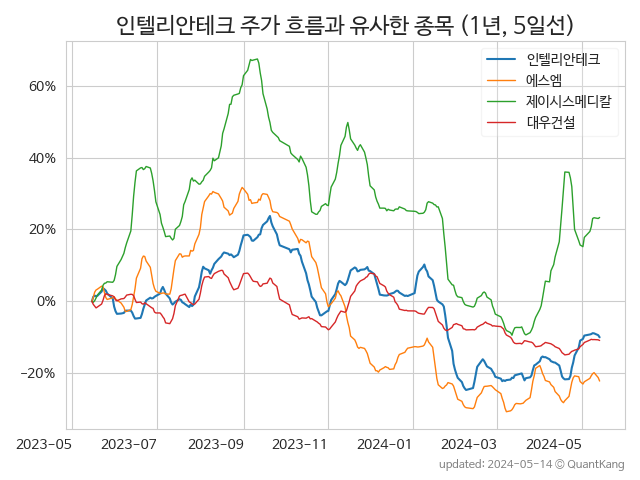 인텔리안테크 주가 흐름과 유사한 종목 (1년, 5일선)
인텔리안테크
에스엠
제이시스메디칼
대우건설
60%
40%
20%
0%
−20%
2023-05 2023-07 2023-09 2023-11 2024-01 2024-03 2024-05
updated: 2024-05-14 © QuantKang